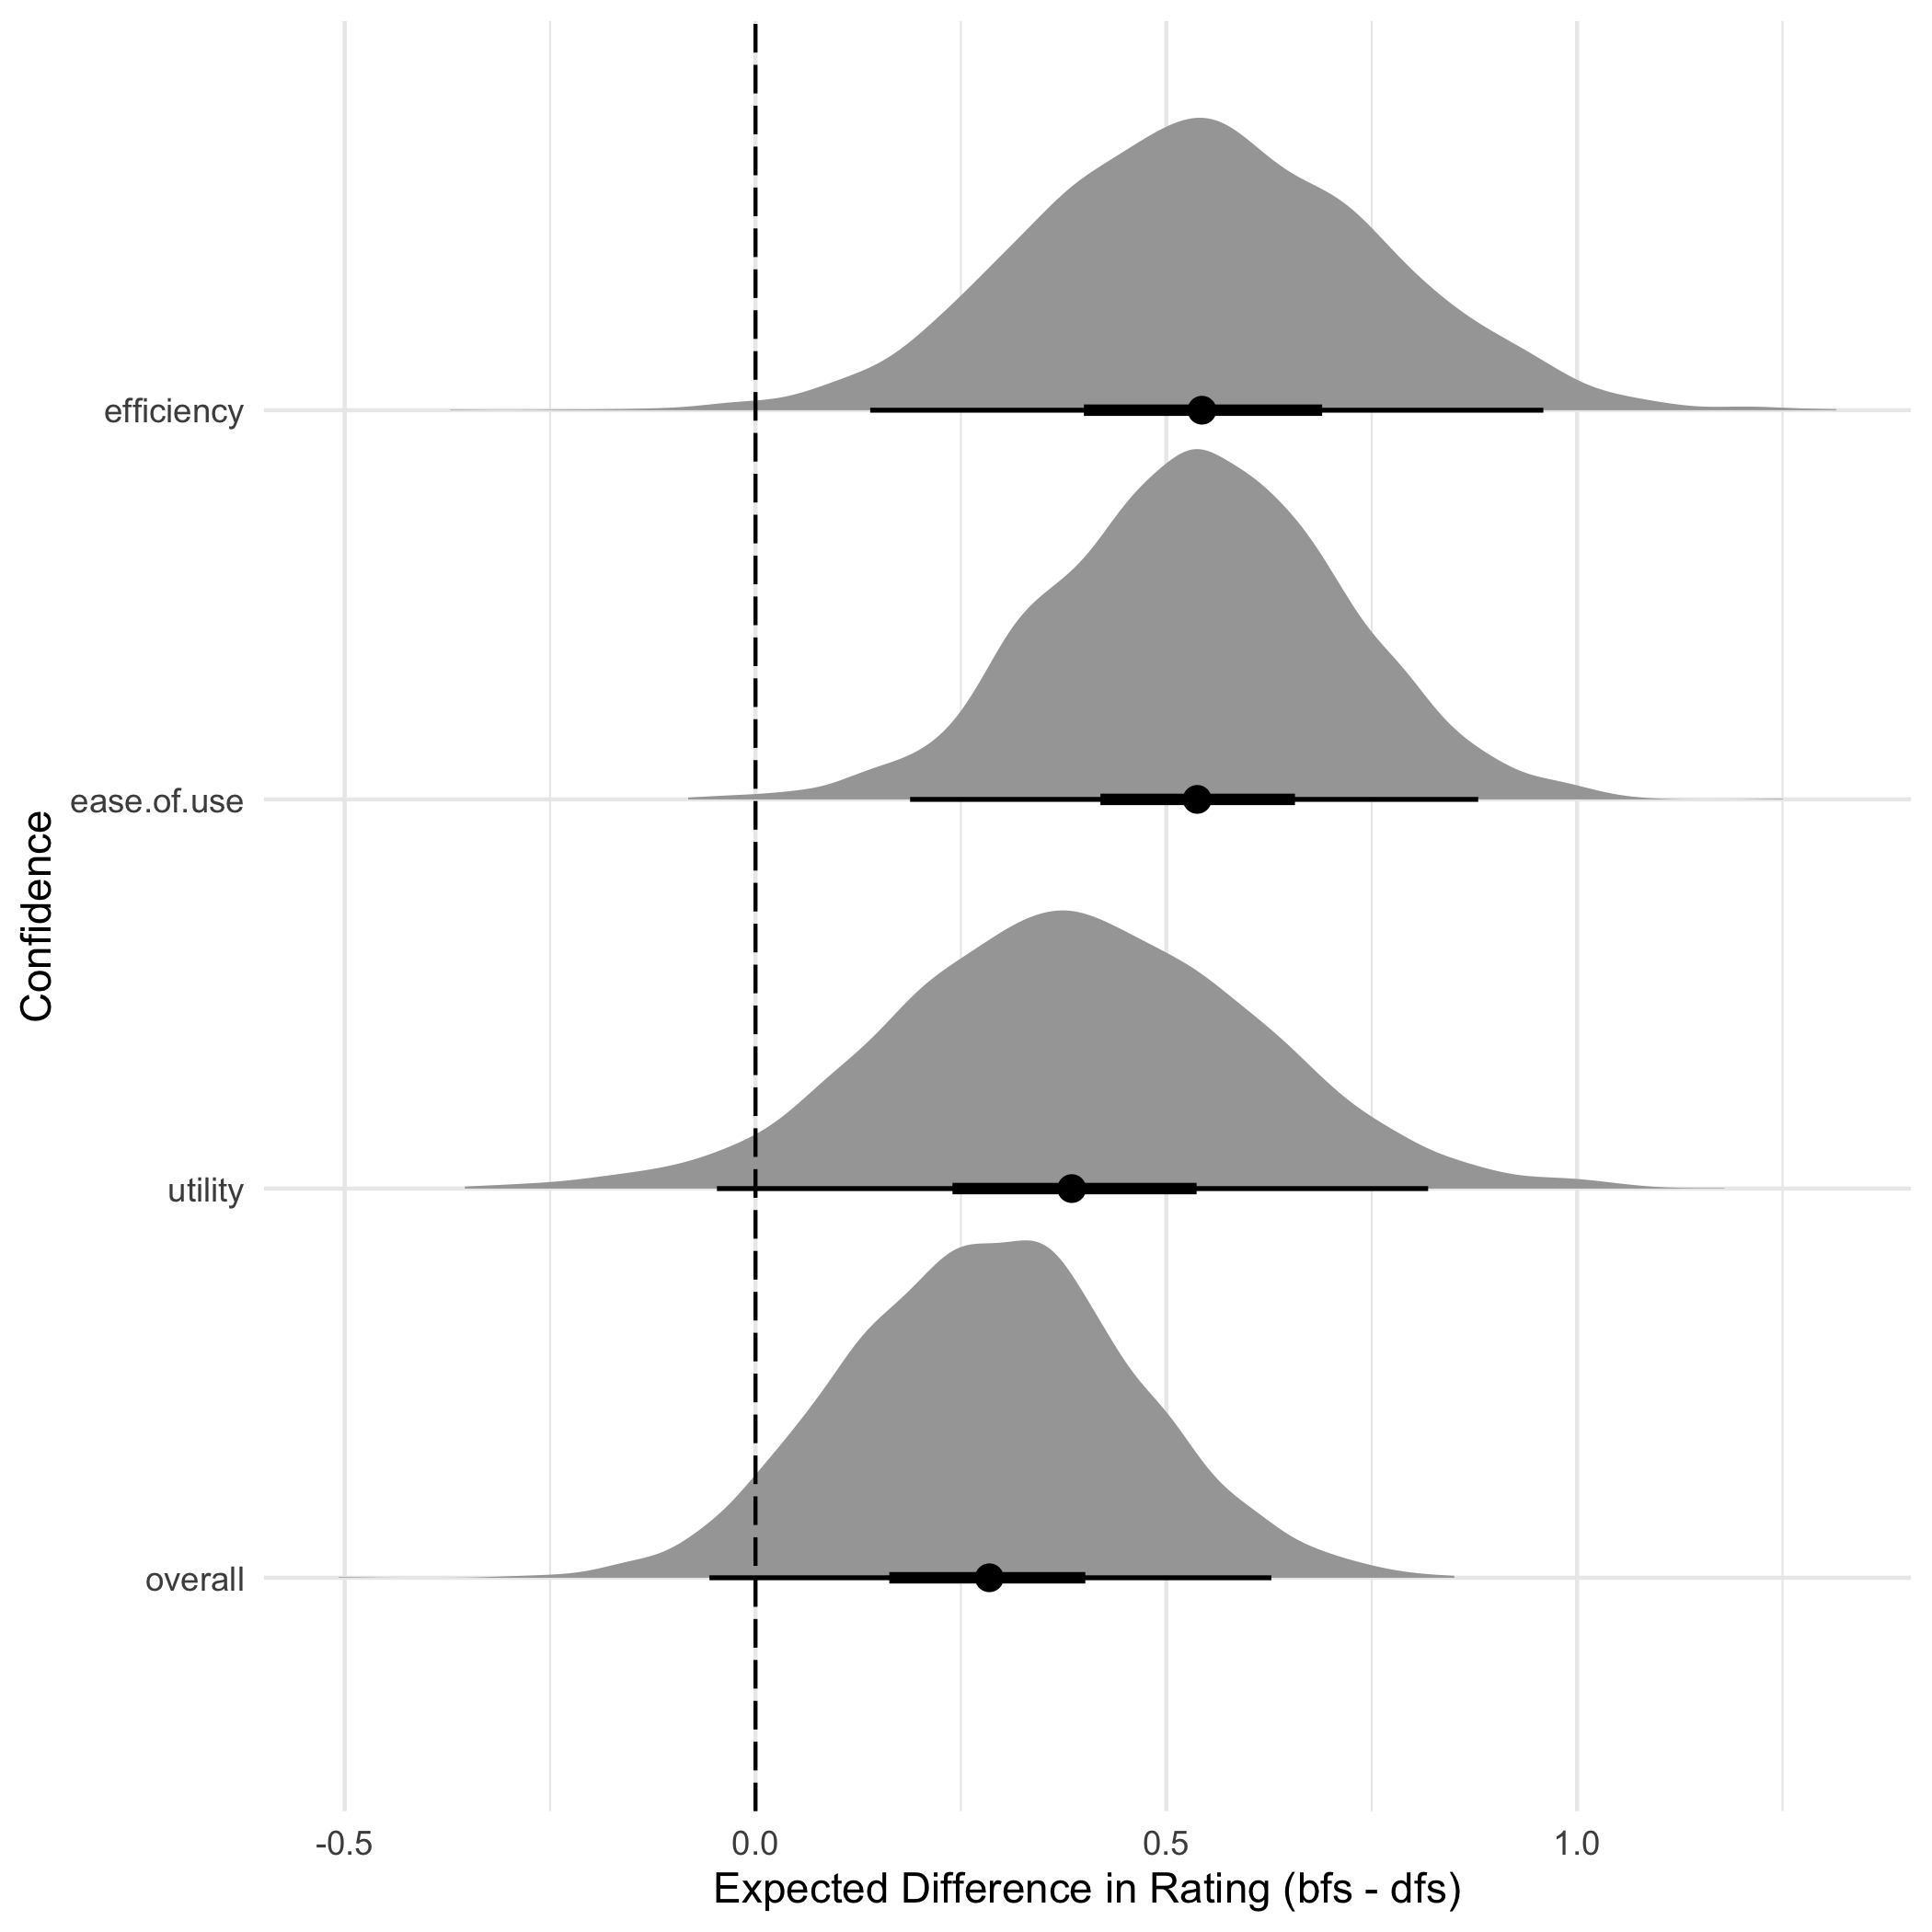 efficiency
ease.of.use
Confidence
utility
overall
-0.5 0.0 0.5 1.0
Expected Difference in Rating (bfs - dfs)